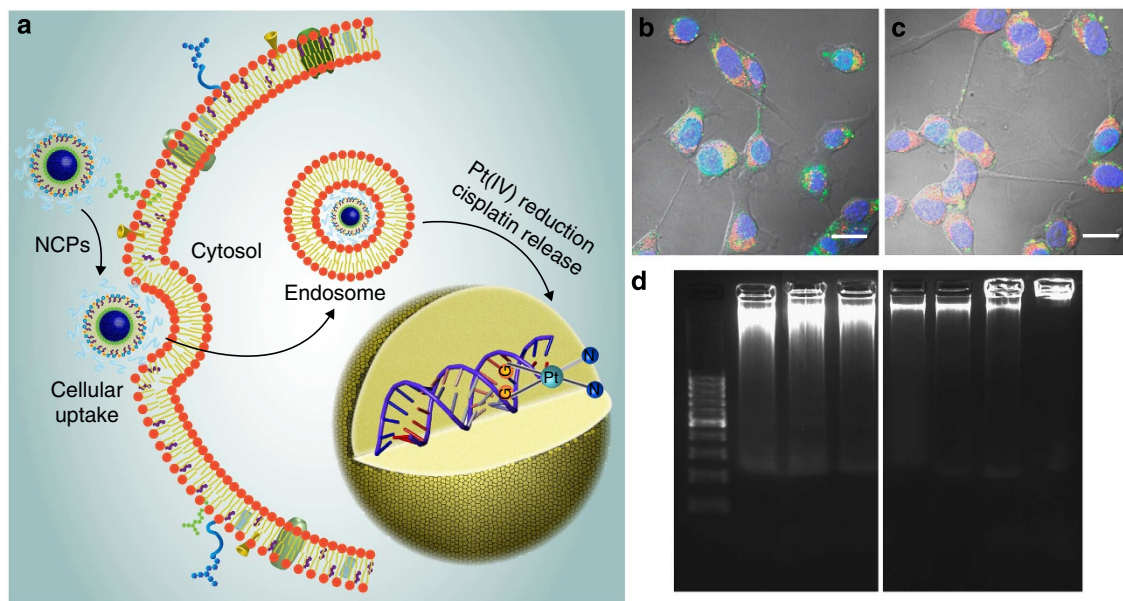 a
NCPs
Cellular
uptake
Cytosol
Endosome
Pt(IV) reduction
cisplatin release
G
G
Pt
N
N
b
c
d